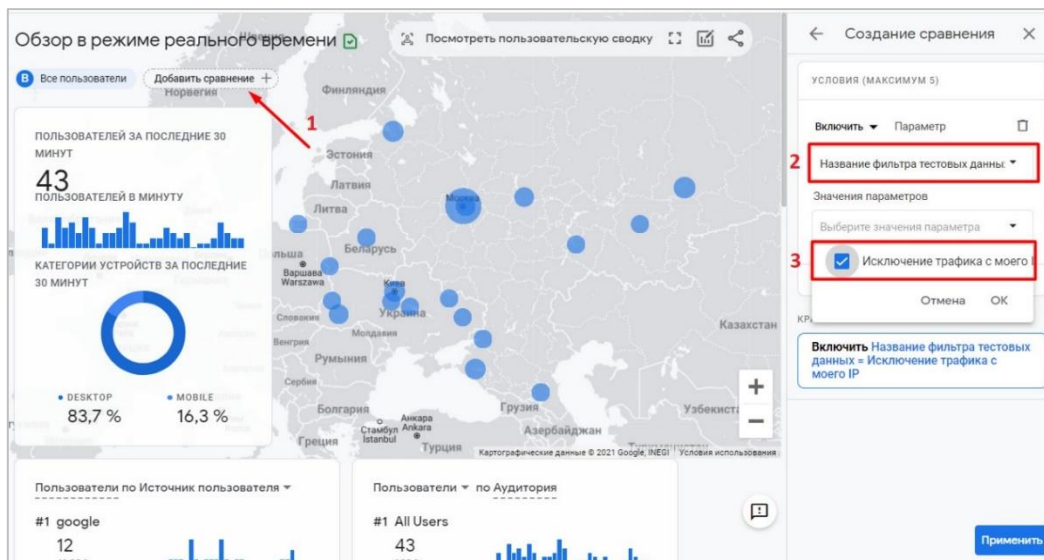 Обзор в режиме реального времени
Посмотреть пользовательскую сводку
B Все пользователи
Добавить сравнение +
1
Норвегия
Финляндия
Эстония
Латвия
Литва
Москва
Беларусь
Варшава
Warszawa
Киев
Украина
Словакия
Молдавия
Венгрия
Румыния
Сербия
Казахстан
Болгария
Грузия
Узбекист
Анкара
Ankara
Стамбул
Istanbul
Азербайджан
Греция
Турция
Картографические данные © 2021 Google, INEGI
Условия использования
ПОЛЬЗОВАТЕЛЕЙ ЗА ПОСЛЕДНИЕ 30
МИНУТ
43
ПОЛЬЗОВАТЕЛЕЙ В МИНУТУ
КАТЕГОРИИ УСТРОЙСТВ ЗА ПОСЛЕДНИЕ
30 МИНУТ
DESKTOP
83,7 %
MOBILE
16,3 %
Пользователи по Источник пользователя
#1 google
12
Пользователи по Аудитория
#1 All Users
43
Создание сравнения
УСЛОВИЯ (МАКСИМУМ 5)
Включить Параметр
2
Название фильтра тестовых данны
Значения параметров
Выберите значения параметра
3
Исключение трафика с моего I
Отмена
ОК
Включить Название фильтра тестовых
данных = Исключение трафика с
моего IP
Применить